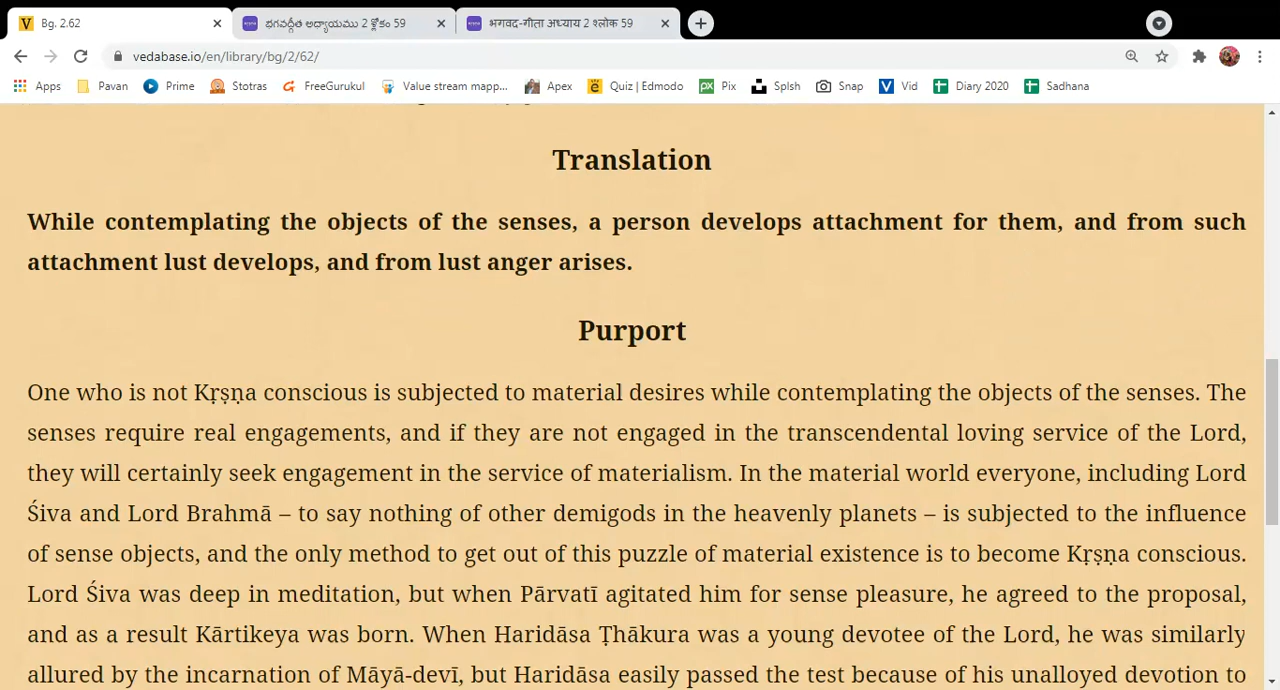 Bg. 2.62
భగవద్గీత అధ్యాయము 2 శ్లోకం 59
भगवद-गीता अध्याय 2 श्लोक 59
vedabase.io/en/library/bg/2/62/
Apps Pavan Prime Stotras FreeGurukul Value stream mapp... Apex Quiz | Edmodo Pix Splsh Snap Vid Diary 2020 Sadhana
Translation
While contemplating the objects of the senses, a person develops attachment for them, and from such
attachment lust develops, and from lust anger arises.
Purport
One who is not Kṛṣṇa conscious is subjected to material desires while contemplating the objects of the senses. The
senses require real engagements, and if they are not engaged in the transcendental loving service of the Lord,
they will certainly seek engagement in the service of materialism. In the material world everyone, including Lord
Śiva and Lord Brahmā – to say nothing of other demigods in the heavenly planets – is subjected to the influence
of sense objects, and the only method to get out of this puzzle of material existence is to become Kṛṣṇa conscious.
Lord Śiva was deep in meditation, but when Pārvatī agitated him for sense pleasure, he agreed to the proposal,
and as a result Kārtikeya was born. When Haridāsa Ṭhākura was a young devotee of the Lord, he was similarly
allured by the incarnation of Māyā-devī, but Haridāsa easily passed the test because of his unalloyed devotion to